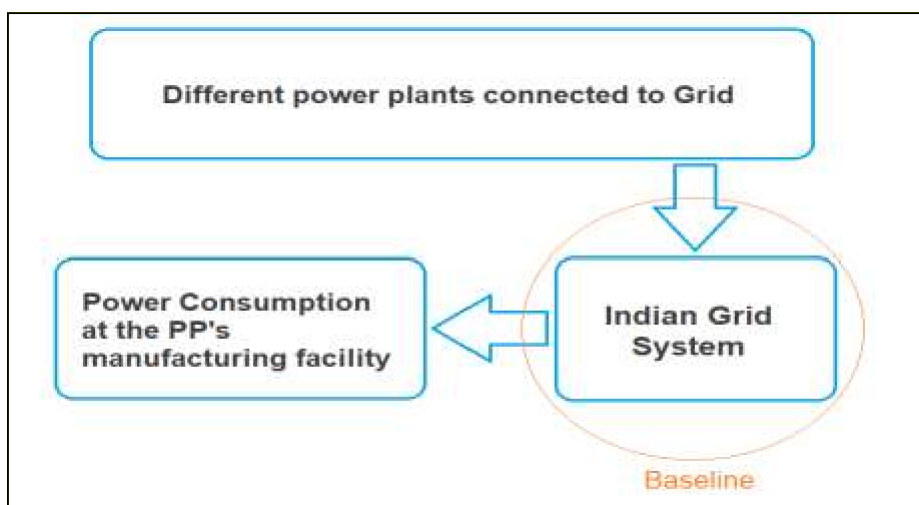 Different power plants connected to Grid
Power Consumption
at the PP's
manufacturing facility
Indian Grid
System
Baseline